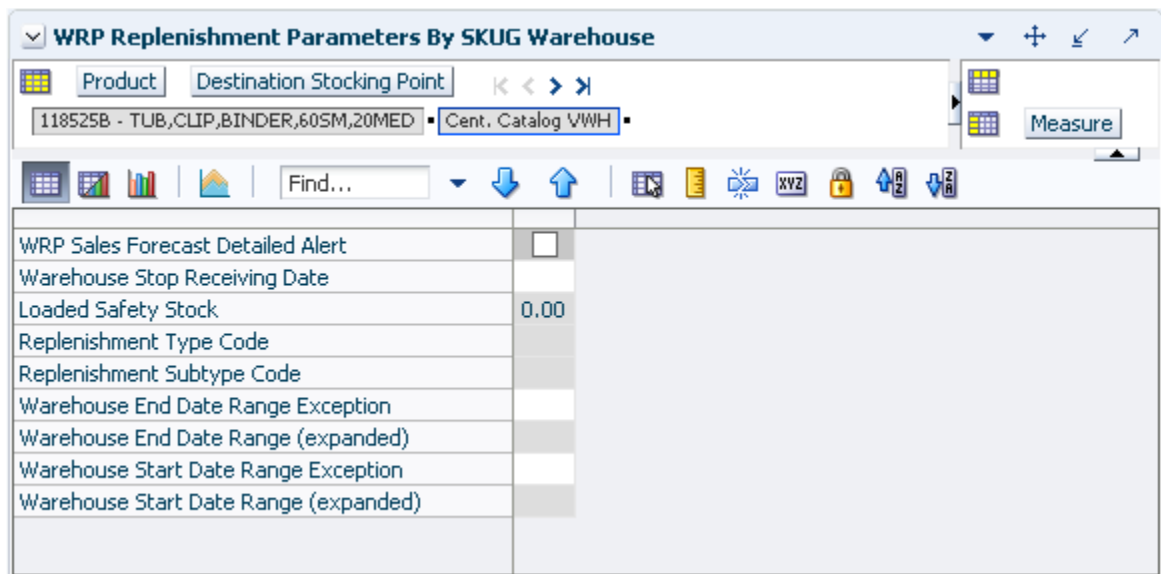 WRP Replenishment Parameters By SKUG Warehouse
Product Destination Stocking Point
118525B - TUB,CLIP,BINDER,60SM,20MED Cent. Catalog VWH
Measure
Find...
XYZ
A
Z
Z
A
WRP Sales Forecast Detailed Alert
Warehouse Stop Receiving Date
Loaded Safety Stock 0.00
Replenishment Type Code
Replenishment Subtype Code
Warehouse End Date Range Exception
Warehouse End Date Range (expanded)
Warehouse Start Date Range Exception
Warehouse Start Date Range (expanded)